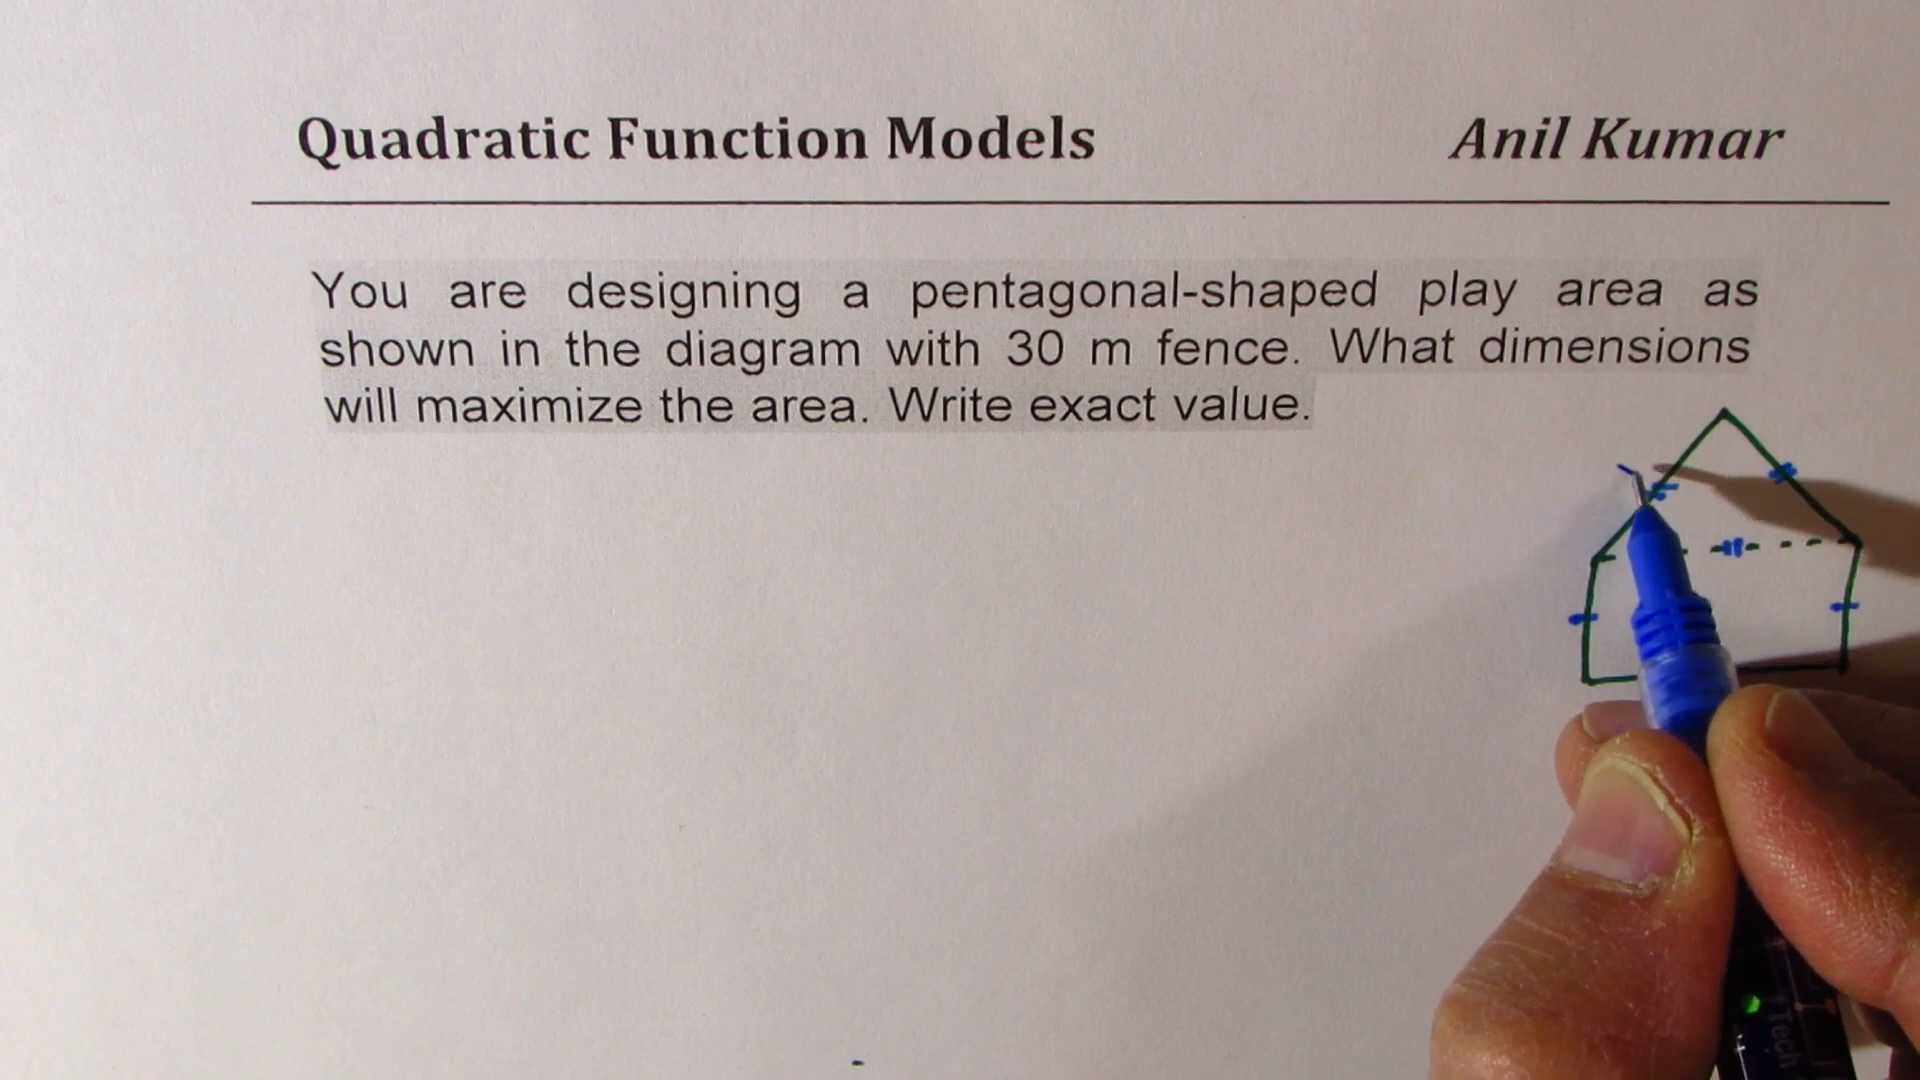 Quadratic Function Models Anil Kumar
You are designing a pentagonal-shaped play area as
shown in the diagram with 30 m fence. What dimensions
will maximize the area. Write exact value.
Tech